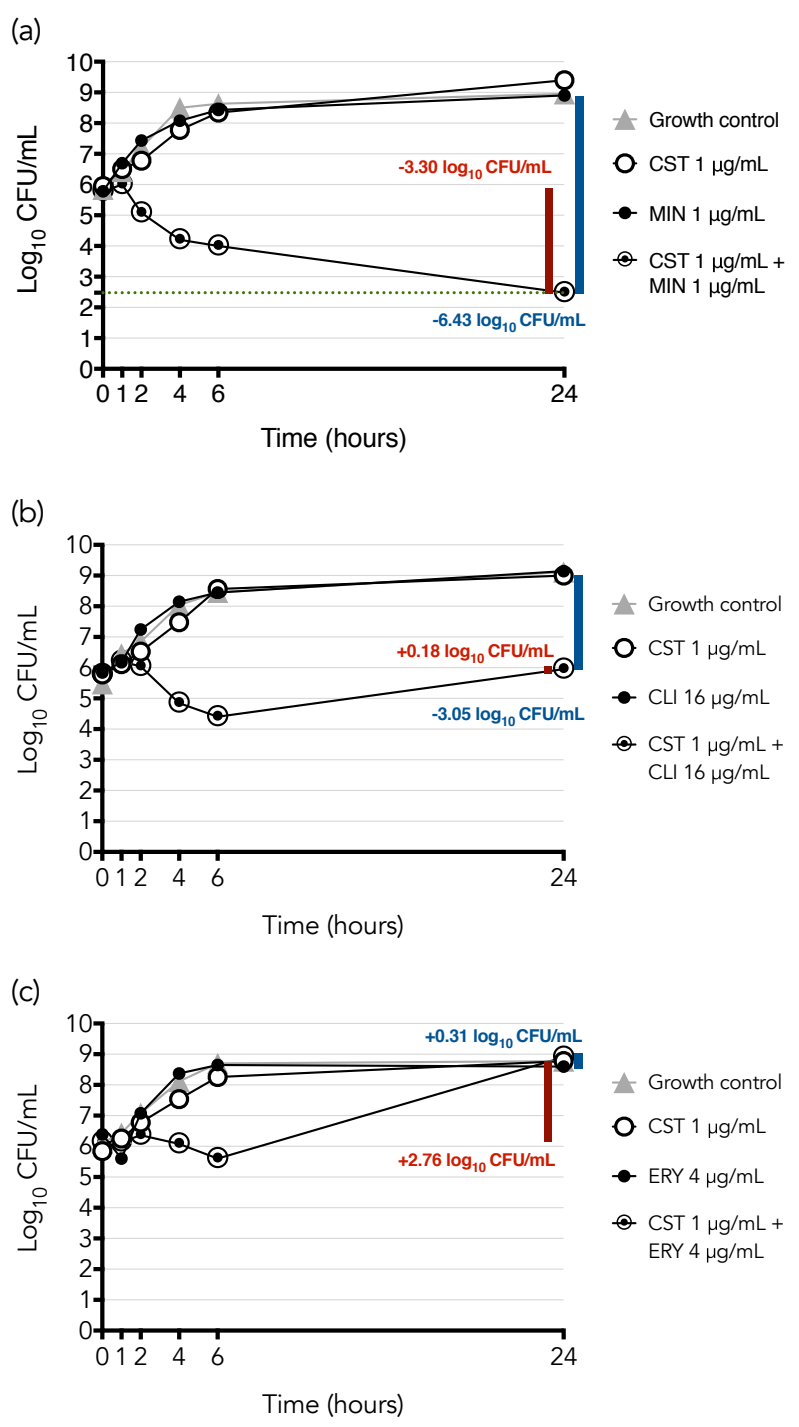 (a)
10
9
8
7
6
5
4
3
2
1
0
Log10 CFU/mL
-3.30 log10 CFU/mL
-6.43 log10 CFU/mL
0 1 2 4 6 24
Time (hours)
Growth control
CST 1 µg/mL
MIN 1 µg/mL
CST 1 µg/mL +
MIN 1 µg/mL
(b)
10
9
8
7
6
5
4
3
2
1
0
Log10 CFU/mL
+0.18 log10 CFU/mL
-3.05 log10 CFU/mL
0 1 2 4 6 24
Time (hours)
Growth control
CST 1 µg/mL
CLI 16 µg/mL
CST 1 µg/mL +
CLI 16 µg/mL
(c)
10
9
8
7
6
5
4
3
2
1
0
Log10 CFU/mL
+0.31 log10 CFU/mL
+2.76 log10 CFU/mL
0 1 2 4 6 24
Time (hours)
Growth control
CST 1 µg/mL
ERY 4 µg/mL
CST 1 µg/mL +
ERY 4 µg/mL